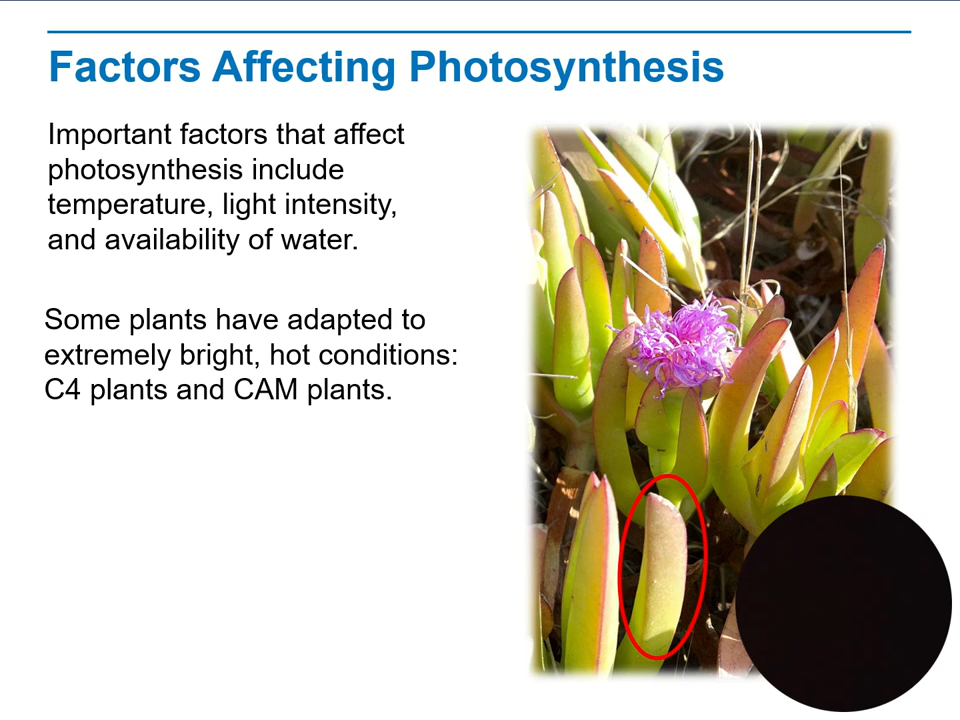 Factors Affecting Photosynthesis
Important factors that affect
photosynthesis include
temperature, light intensity,
and availability of water.
Some plants have adapted to
extremely bright, hot conditions:
C4 plants and CAM plants.